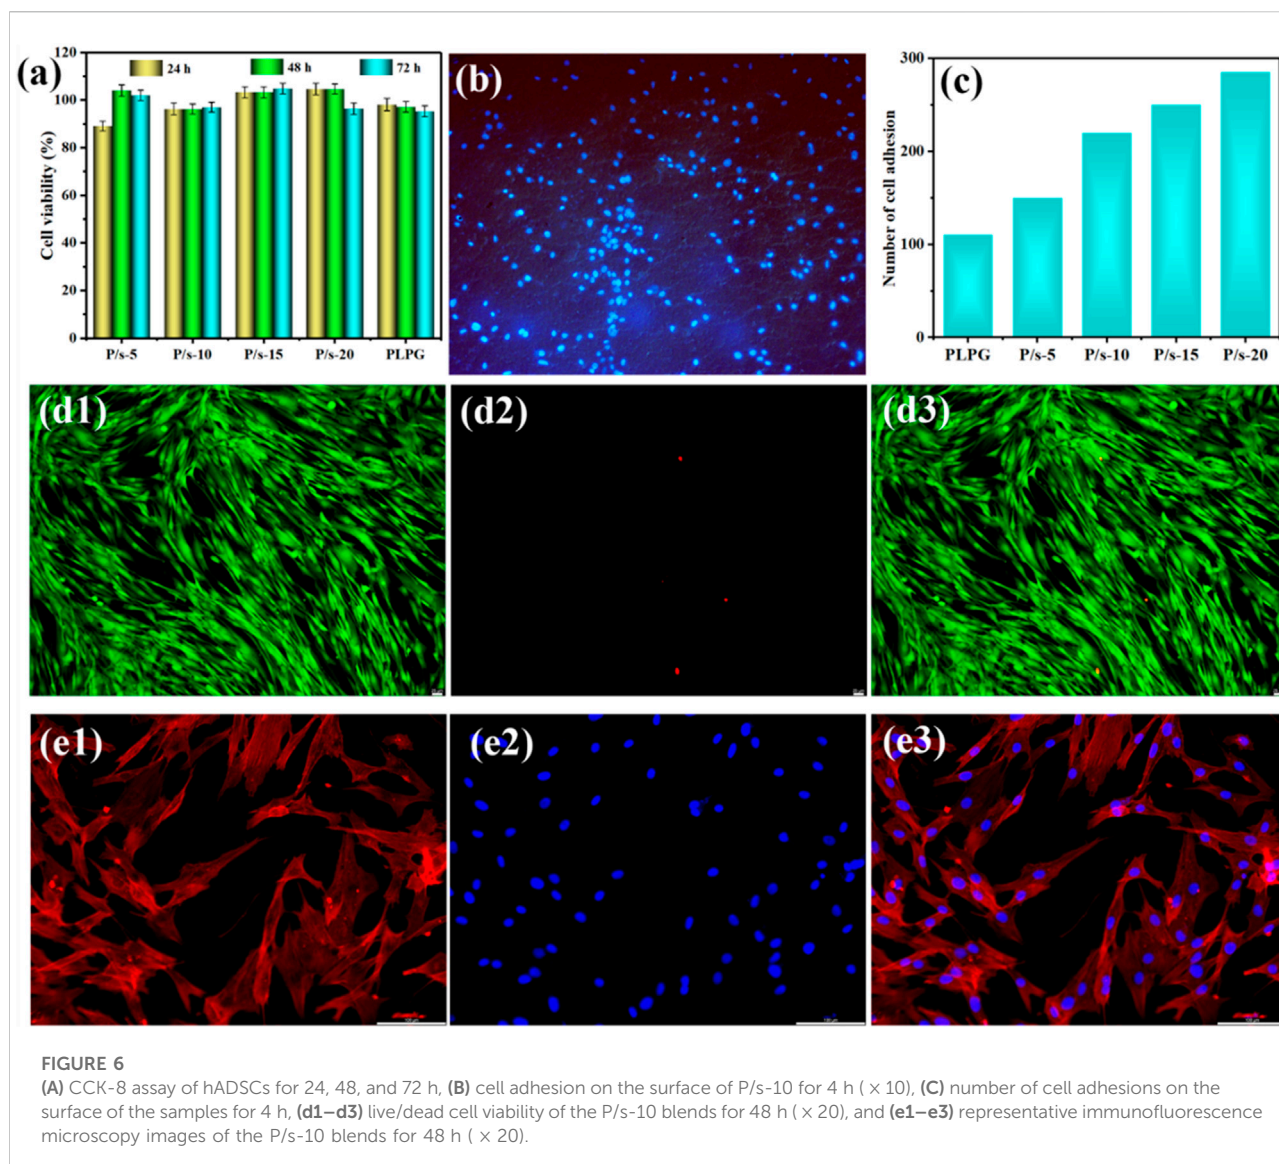 (a)
120
100
80
60
40
20
0
Cell viability (%)
24 h
48 h
72 h
P/s-5 P/s-10 P/s-15 P/s-20 PLPG
(b)
(c)
300
200
100
0
Number of cell adhesion
PLPG P/s-5 P/s-10 P/s-15 P/s-20
(d1)
(d2)
(d3)
(e1)
(e2)
(e3)
FIGURE 6
(A) CCK-8 assay of hADSCs for 24, 48, and 72 h, (B) cell adhesion on the surface of P/s-10 for 4 h ( × 10), (C) number of cell adhesions on the
surface of the samples for 4 h, (d1–d3) live/dead cell viability of the P/s-10 blends for 48 h ( × 20), and (e1–e3) representative immunofluorescence
microscopy images of the P/s-10 blends for 48 h ( × 20).